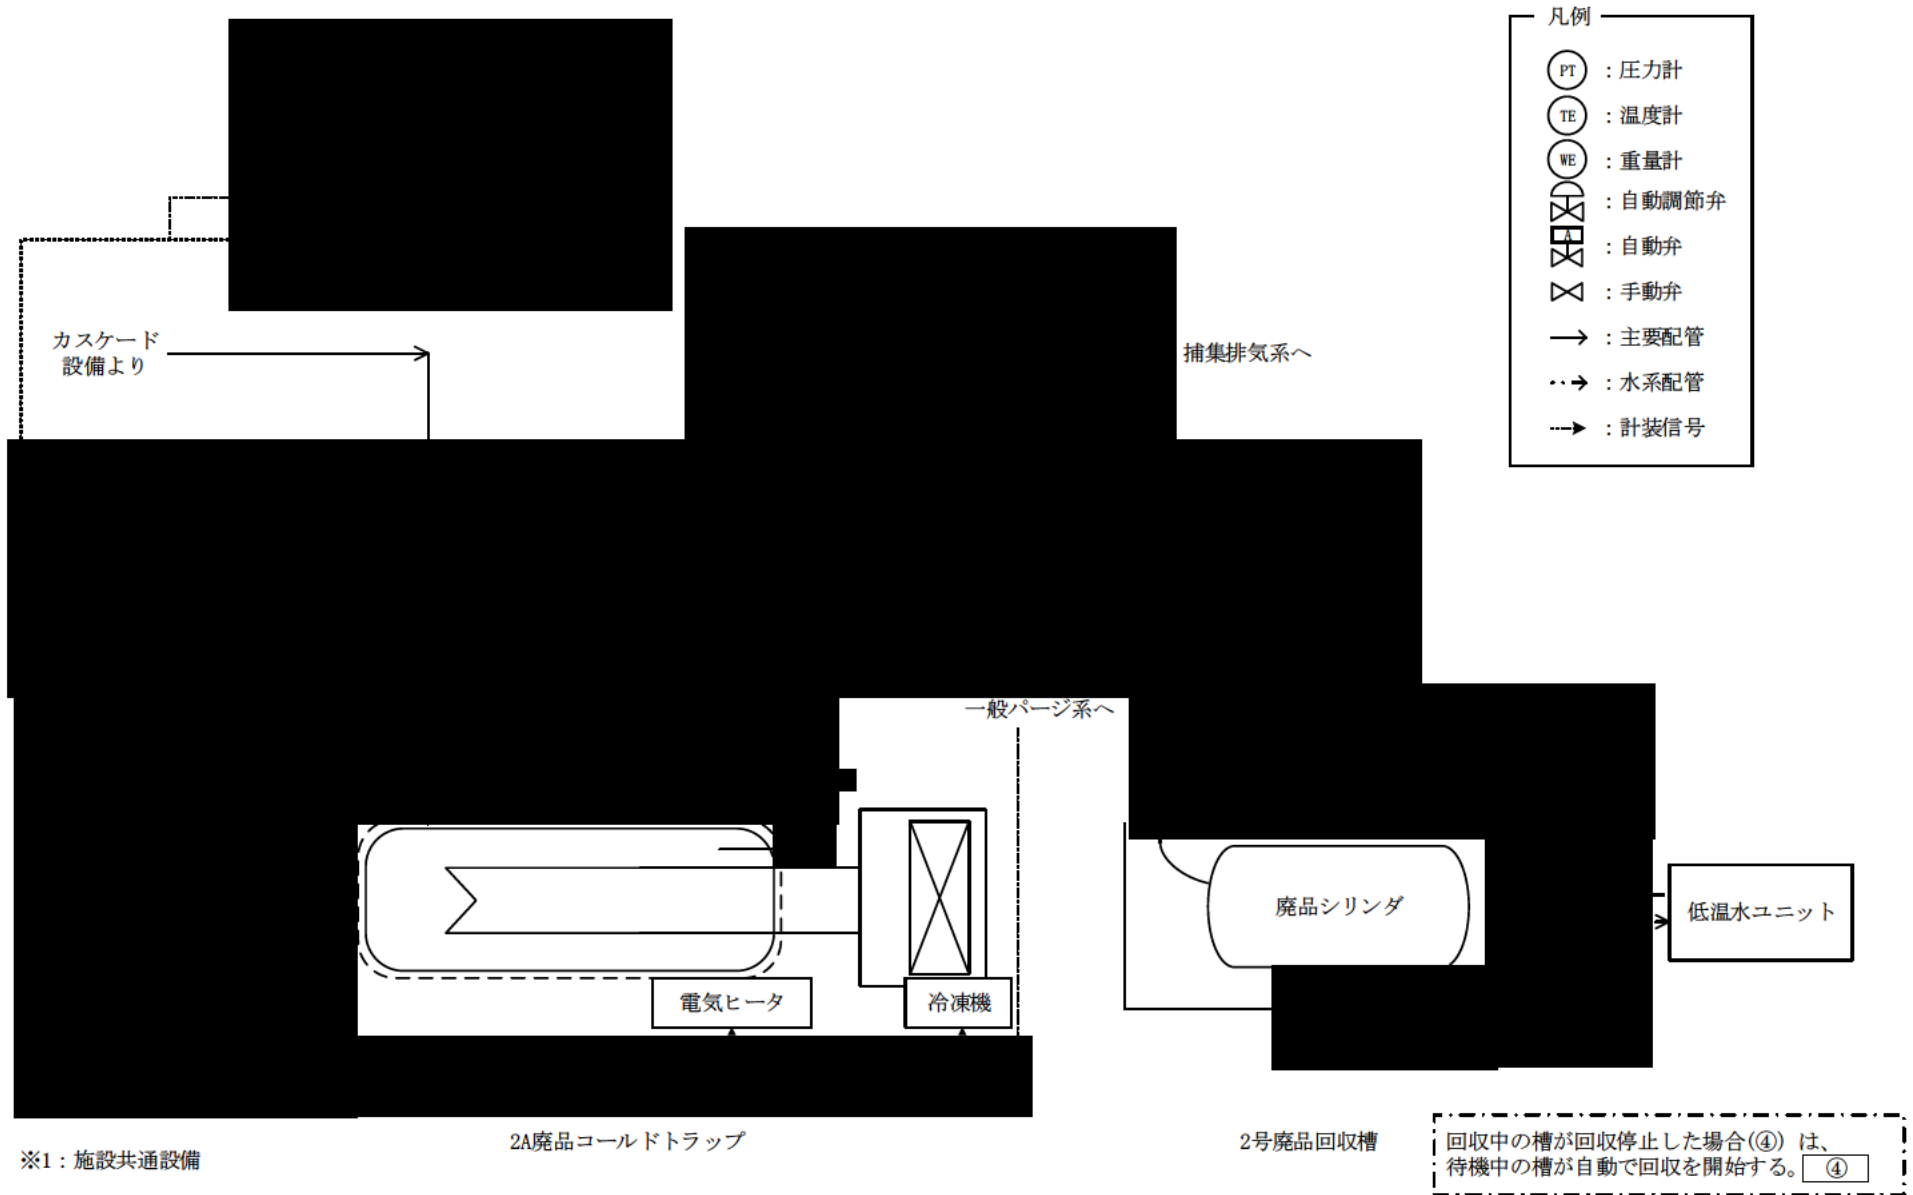 凡例
PT：圧力計
TE：温度計
WE：重量計
：自動調節弁
A：自動弁
：手動弁
：主要配管
：水系配管
：計装信号
カスケード
設備より
捕集排気系へ
一般パージ系へ
廃品シリンダ
低温水ユニット
電気ヒータ
冷凍機
2A廃品コールドトラップ
2号廃品回収槽
※1：施設共通設備
回収中の槽が回収停止した場合(④) は、
待機中の槽が自動で回収を開始する。 ④